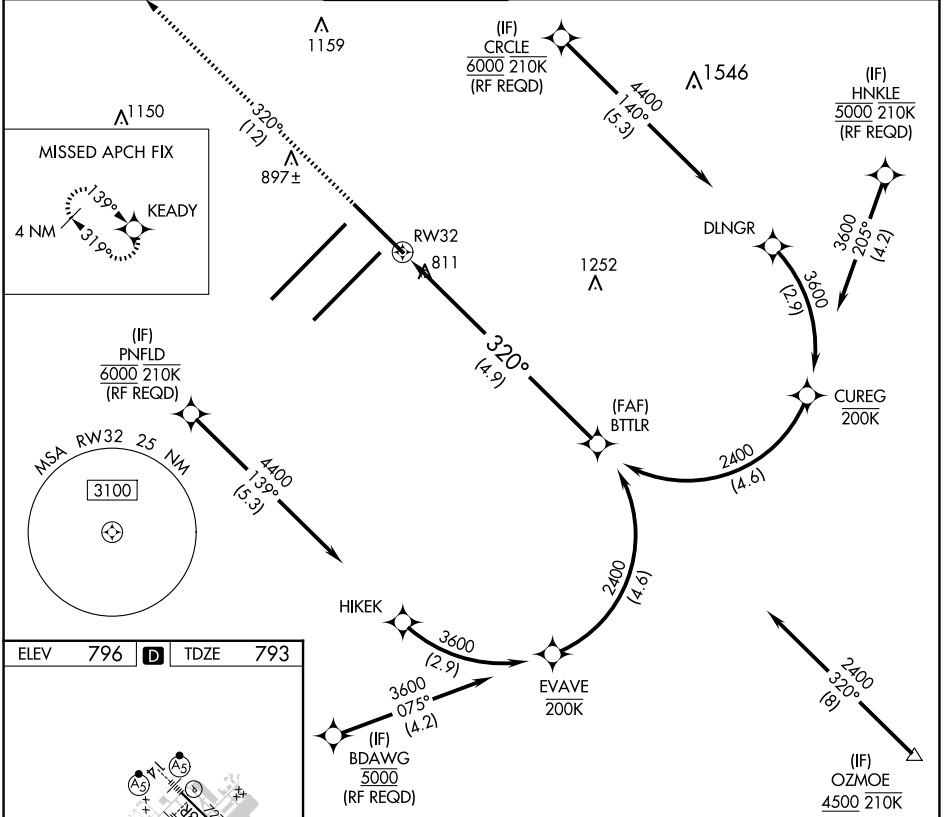 1159
(IF)
CRCLE
6000 210K
(RF REQD)
4400
140°
(5.3)
1546
(IF)
HNKLE
5000 210K
(RF REQD)
3600
205°
(4.2)
320°
(12)
1150
897±
MISSED APCH FIX
KEADY
139°
319°
4 NM
RW32
811
1252
DLNGR
3600
(2.9)
CUREG
200K
320°
(4.9)
(FAF)
BTTLR
2400
(4.6)
(IF)
PNFLD
6000 210K
(RF REQD)
4400
139°
(5.3)
MSA RW32 25 NM
3100
2400
(4.6)
HIKEK
3600
(2.9)
EVAVE
200K
3600
075°
(4.2)
(IF)
BDAWG
5000
(RF REQD)
2400
320°
(8)
(IF)
OZMOE
4500 210K
ELEV 796 D TDZE 793
A5
A5
P